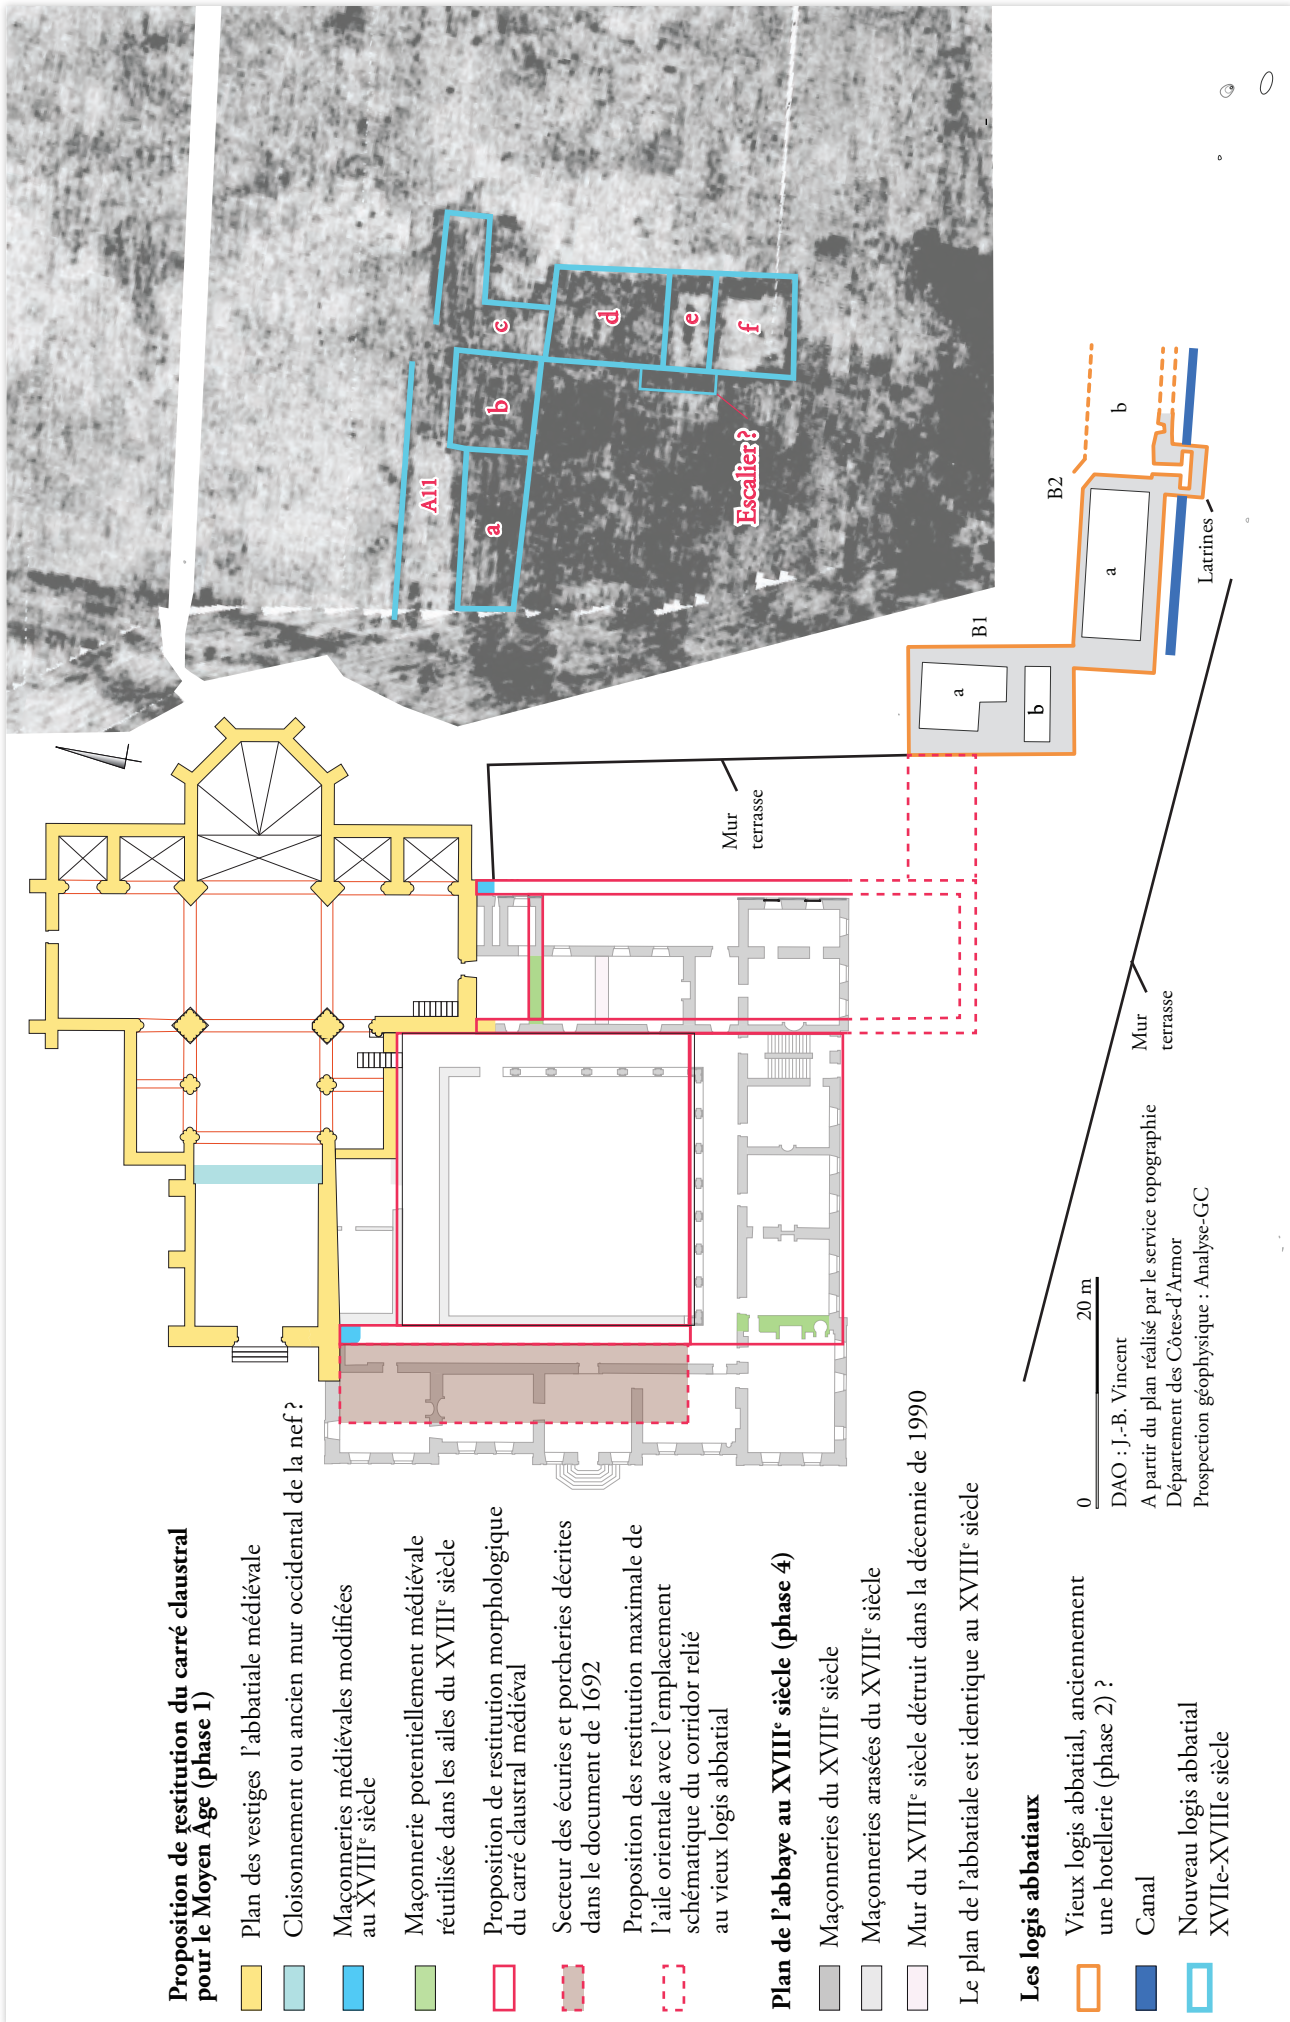 Proposition de restitution du carré claustral
pour le Moyen Âge (phase 1)
Plan des vestiges l'abbatiale médiévale
Cloisonnement ou ancien mur occidental de la nef ?
Maçonneries médiévales modifiées
au XVIIIe siècle
Maçonnerie potentiellement médiévale
réutilisée dans les ailes du XVIIIe siècle
Proposition de restitution morphologique
du carré claustral médiéval
Secteur des écuries et porcheries décrites
dans le document de 1692
Proposition des restitution maximale de
l'aile orientale avec l'emplacement
schématique du corridor relié
au vieux logis abbatial
Plan de l'abbaye au XVIIIe siècle (phase 4)
Maçonneries du XVIIIe siècle
Maçonneries arasées du XVIIIe siècle
Mur du XVIIIe siècle détruit dans la décennie de 1990
Le plan de l'abbatiale est identique au XVIIIe siècle
Les logis abbatiaux
Vieux logis abbatial, anciennement
une hotellerie (phase 2) ?
Canal
Nouveau logis abbatial
XVIIe-XVIIIe siècle
0
20 m
DAO : J.-B. Vincent
A partir du plan réalisé par le service topographie
Département des Côtes-d'Armor
Prospection géophysique : Analyse-GC
Mur
terrasse
Mur
terrasse
A11
a
b
c
d
e
f
Escalier ?
B1
a
b
B2
a
b
Latrines